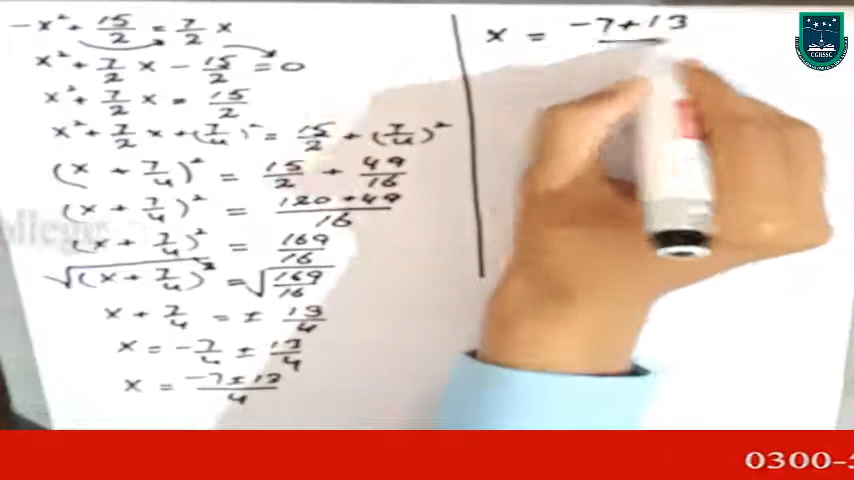 -x² + 15/2 = 7/2 x
x² + 7/2 x - 15/2 = 0
x² + 7/2 x = 15/2
x² + 7/2 x + (7/4)² = 15/2 + (7/4)²
(x + 7/4)² = 15/2 + 49/16
(x + 7/4)² = 120 + 49/16
(x + 7/4)² = 169/16
√(x + 7/4)² = √169/16
x + 7/4 = ± 13/4
x = -7/4 ± 13/4
x = -7 ± 13/4
x = -7 + 13
CGHSSC
College
0300-